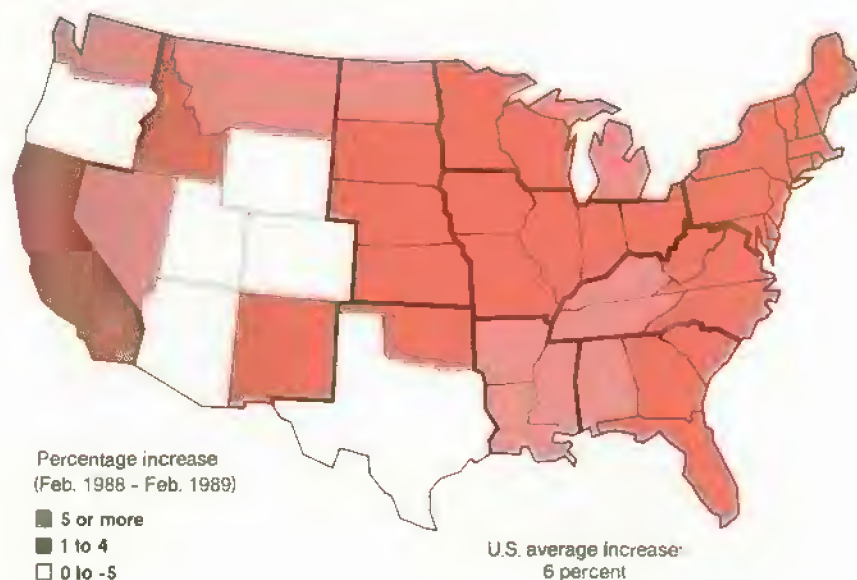 Percentage increase
(Feb. 1988 - Feb. 1989)
5 or more
1 to 4
0 to -5
U.S. average increase:
6 percent